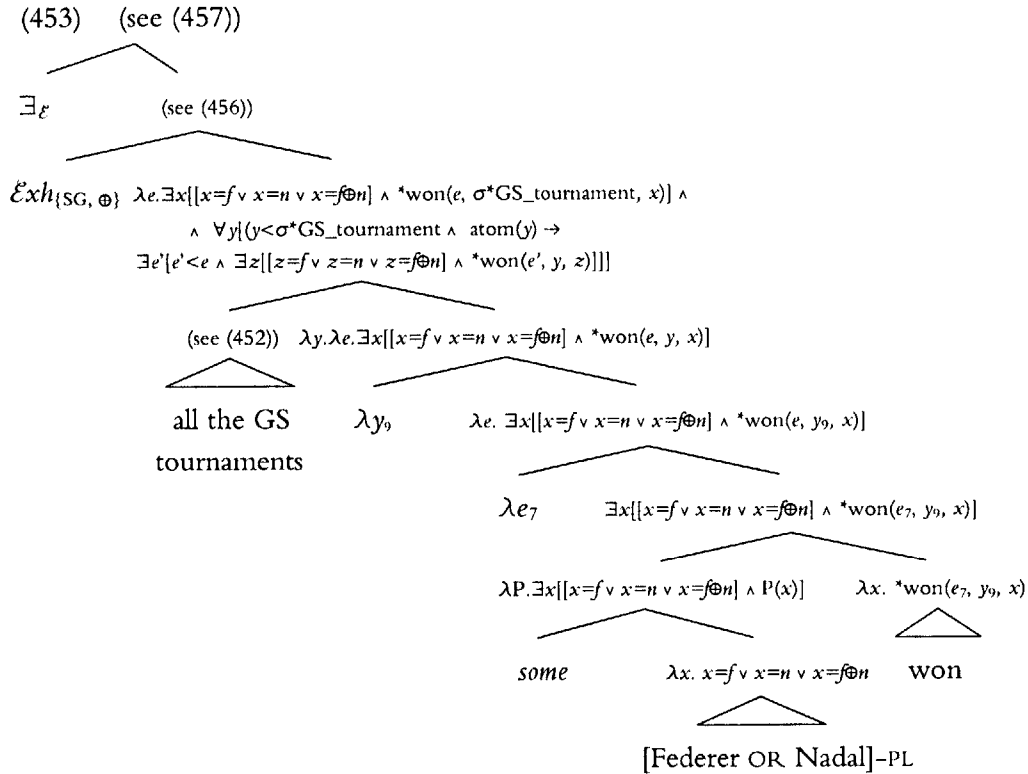 (453) (see (457))
∃ℰ (see (456))
ℰxh{SG, ⊕} λe.∃x[[x=f ∨ x=n ∨ x=f⊕n] ∧ *won(e, σ*GS_tournament, x)] ∧
∧ ∀y[(y<σ*GS_tournament ∧ atom(y) →
∃e'[e'<e ∧ ∃z[[z=f ∨ z=n ∨ z=f⊕n] ∧ *won(e', y, z)]]]
(see (452)) λy.λe.∃x[[x=f ∨ x=n ∨ x=f⊕n] ∧ *won(e, y, x)]
all the GS λy₉ λe. ∃x[[x=f ∨ x=n ∨ x=f⊕n] ∧ *won(e, y₉, x)]
tournaments
λe₇ ∃x[[x=f ∨ x=n ∨ x=f⊕n] ∧ *won(e₇, y₉, x)]
λP.∃x[[x=f ∨ x=n ∨ x=f⊕n] ∧ P(x)] λx. *won(e₇, y₉, x)
some λx. x=f ∨ x=n ∨ x=f⊕n won
[Federer OR Nadal]-PL